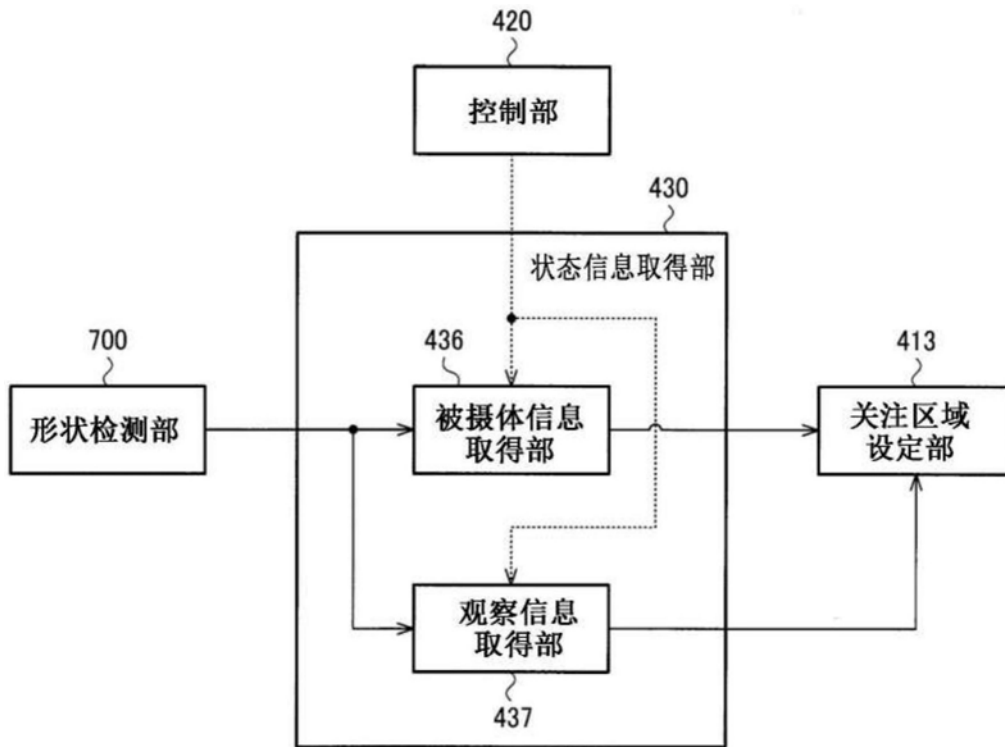 420
控制部
430
状态信息取得部
700
形状检测部
436
被摄体信息
取得部
413
关注区域
设定部
观察信息
取得部
437